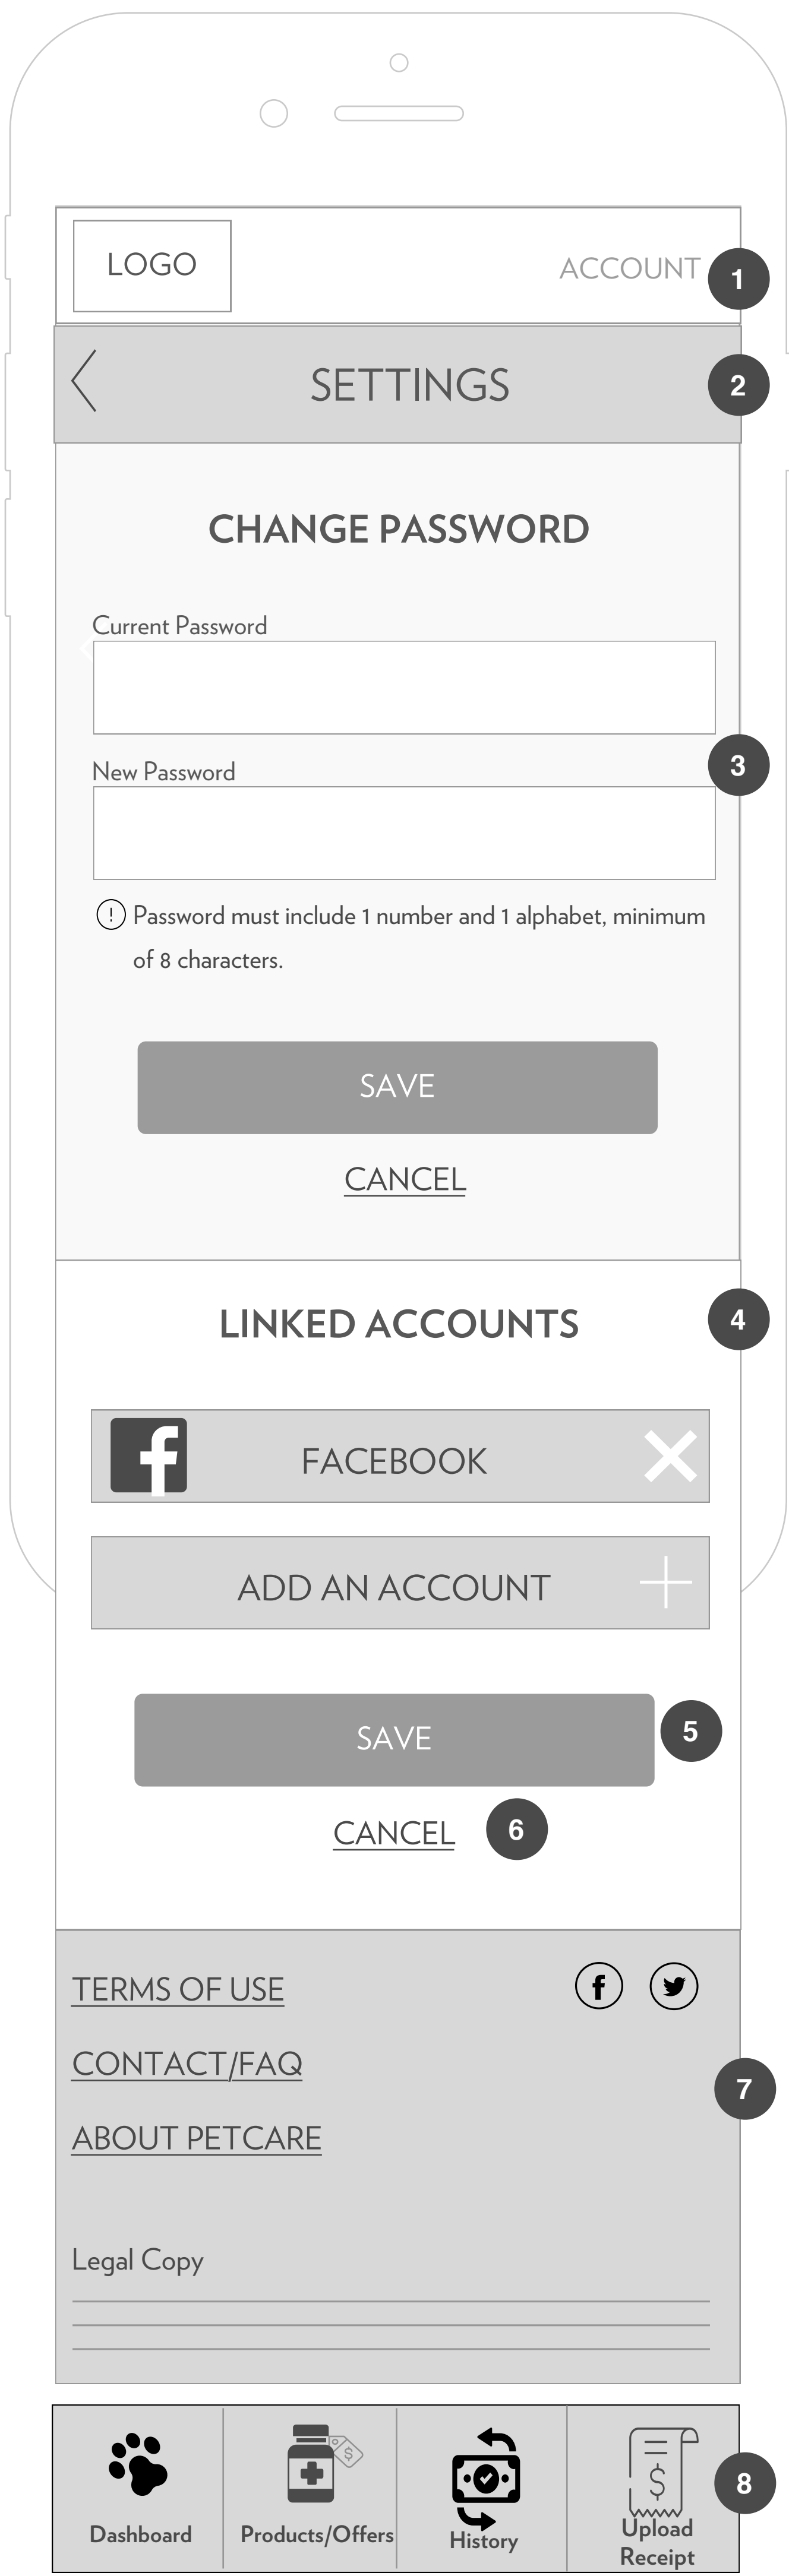 LOGO
ACCOUNT
1
SETTINGS
2
CHANGE PASSWORD
Current Password
New Password
3
! Password must include 1 number and 1 alphabet, minimum
of 8 characters.
SAVE
CANCEL
LINKED ACCOUNTS
4
f FACEBOOK
ADD AN ACCOUNT
SAVE
5
CANCEL
6
TERMS OF USE
f
CONTACT/FAQ
7
ABOUT PETCARE
Legal Copy
$
$
8
Dashboard
Products/Offers
History
Upload
Receipt